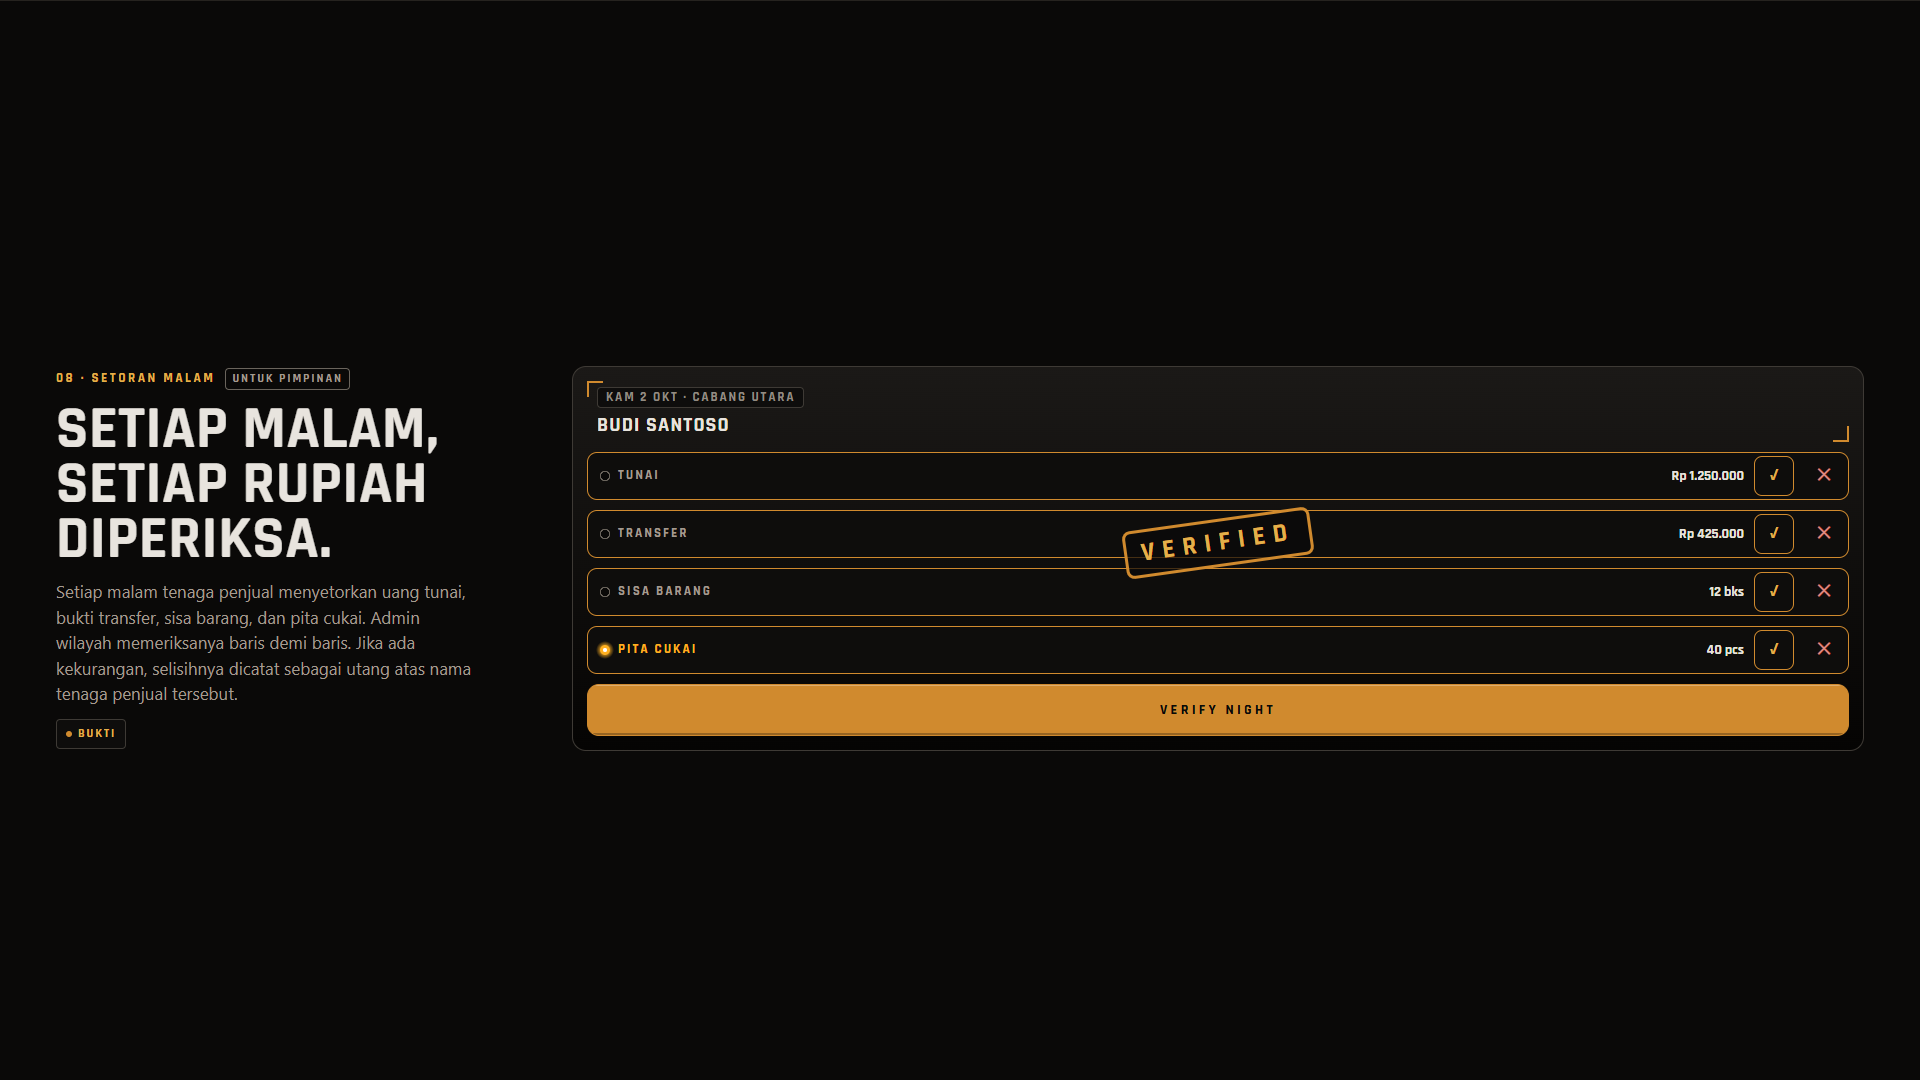 08 · SETORAN MALAM
UNTUK PIMPINAN
SETIAP MALAM,
SETIAP RUPIAH
DIPERIKSA.
Setiap malam tenaga penjual menyetorkan uang tunai,
bukti transfer, sisa barang, dan pita cukai. Admin
wilayah memeriksanya baris demi baris. Jika ada
kekurangan, selisihnya dicatat sebagai utang atas nama
tenaga penjual tersebut.
BUKTI
KAM 2 OKT · CABANG UTARA
BUDI SANTOSO
TUNAI Rp 1.250.000 ✓ ✕
TRANSFER Rp 425.000 ✓ ✕
VERIFIED
SISA BARANG 12 bks ✓ ✕
PITA CUKAI 40 pcs ✓ ✕
VERIFY NIGHT